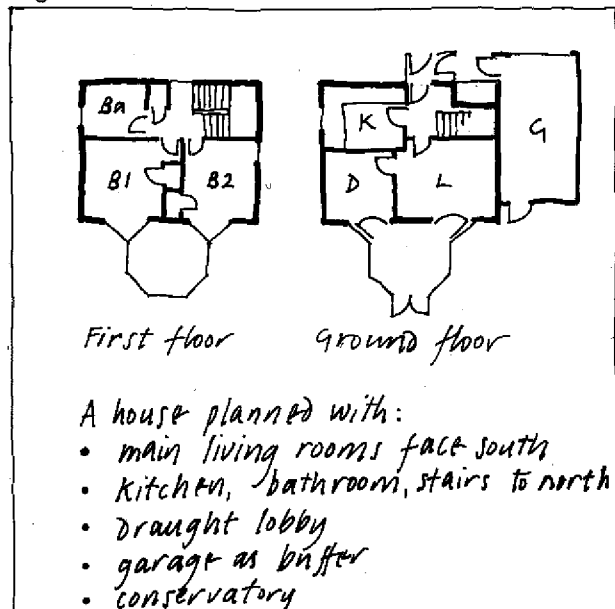 Ba
B1
B2
K
G
D
L
First floor
Ground floor
A house planned with:
• main living rooms face south
• Kitchen, bathroom, stairs to north
• Draught lobby
• garage as buffer
• conservatory